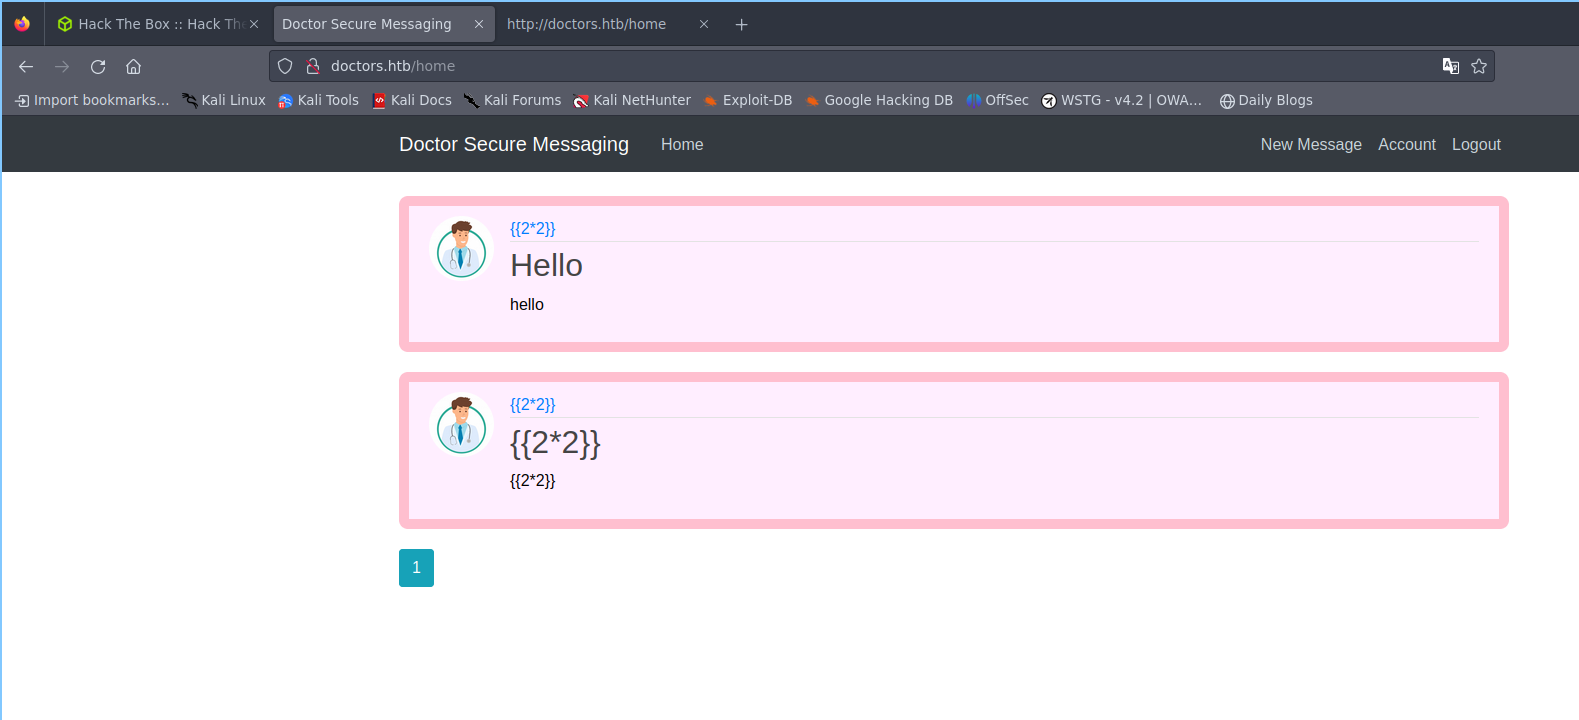 Hack The Box :: Hack The
Doctor Secure Messaging
http://doctors.htb/home
doctors.htb/home
Import bookmarks...
Kali Linux
Kali Tools
Kali Docs
Kali Forums
Kali NetHunter
Exploit-DB
Google Hacking DB
OffSec
WSTG - v4.2 | OWA...
Daily Blogs
Doctor Secure Messaging
Home
New Message
Account
Logout
{{2*2}}
Hello
hello
{{2*2}}
{{2*2}}
{{2*2}}
1